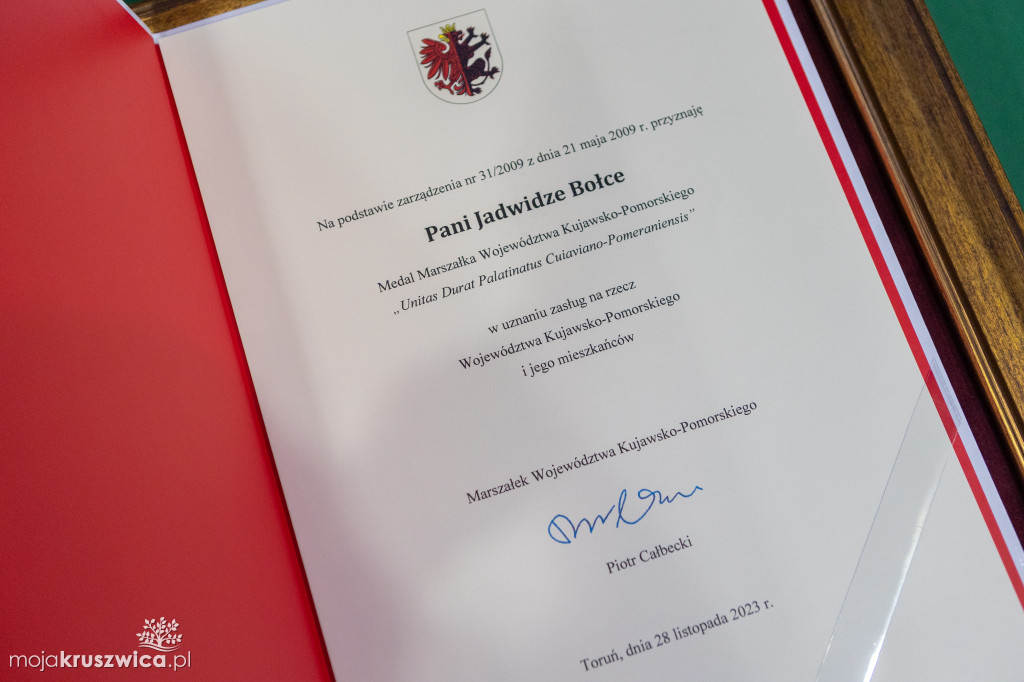 Na podstawie zarządzenia nr 31/2009 z dnia 21 maja 2009 r. przyznaję
Pani Jadwidze Bołce
Medal Marszałka Województwa Kujawsko-Pomorskiego
„Unitas Durat Palatinatus Cuiaviano-Pomeraniensis”
w uznaniu zasług na rzecz
Województwa Kujawsko-Pomorskiego
i jego mieszkańców
Marszałek Województwa Kujawsko-Pomorskiego
Piotr Całbecki
Toruń, dnia 28 listopada 2023 r.
mojakruszwica.pl